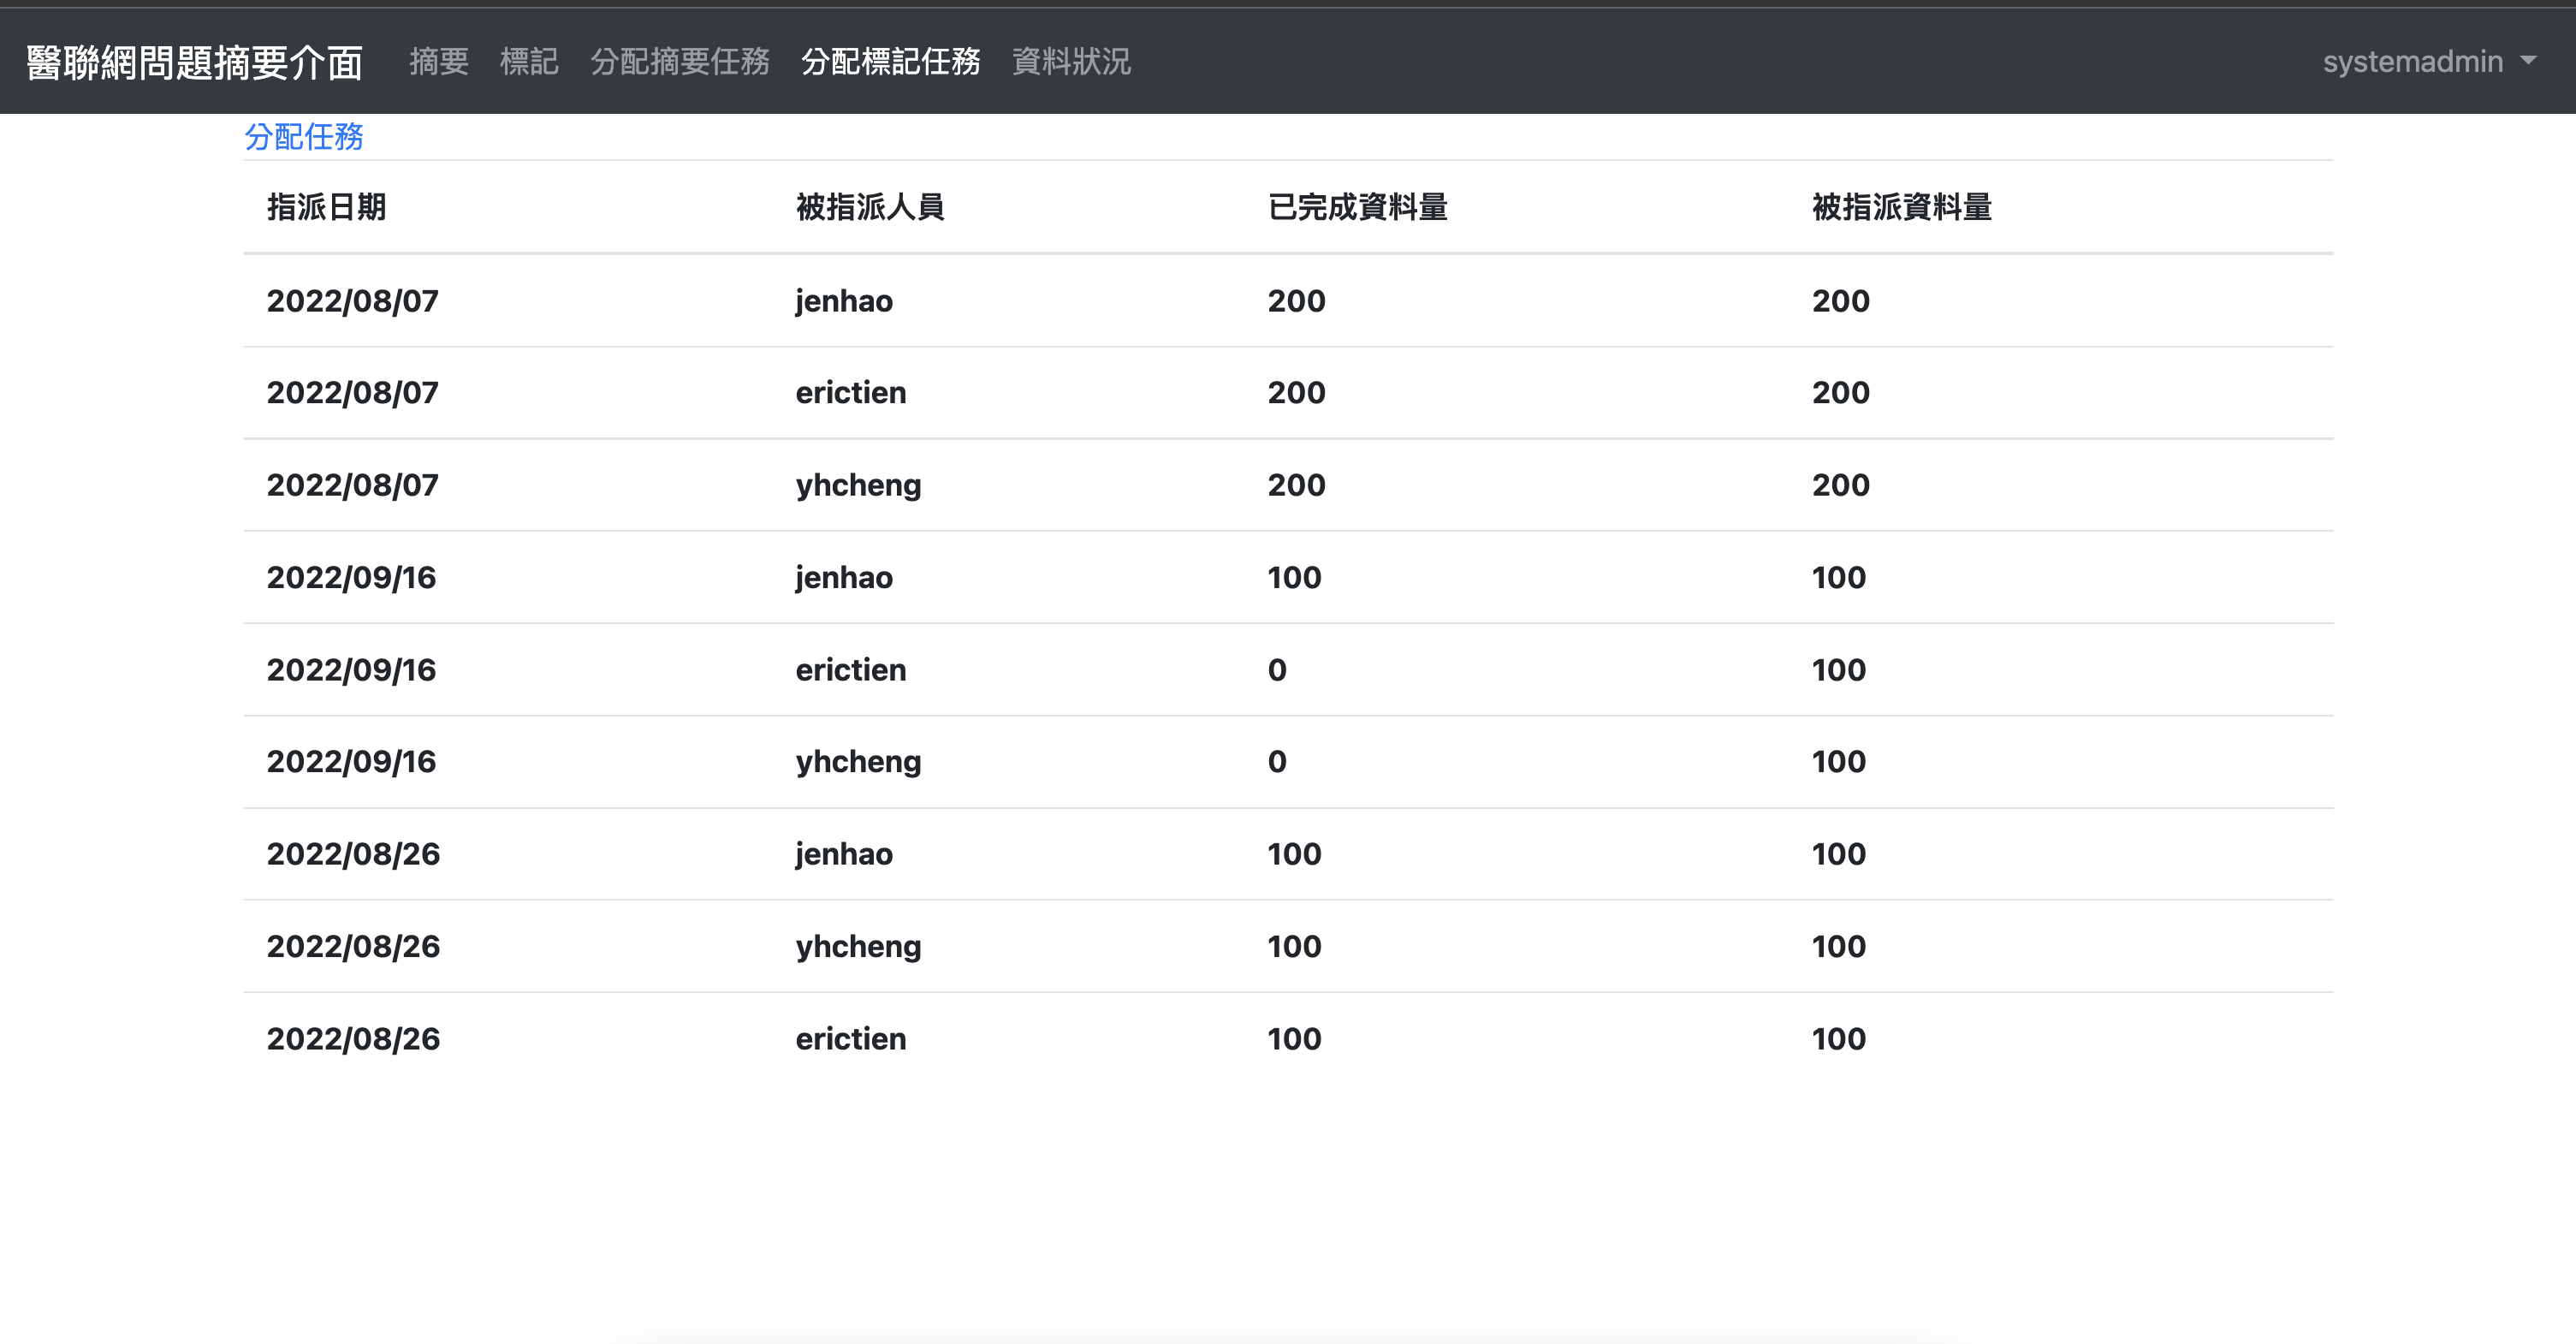 醫聯網問題摘要介面 摘要 標記 分配摘要任務 分配標記任務 資料狀況 systemadmin
分配任務
指派日期 被指派人員 已完成資料量 被指派資料量
2022/08/07 jenhao 200 200
2022/08/07 erictien 200 200
2022/08/07 yhcheng 200 200
2022/09/16 jenhao 100 100
2022/09/16 erictien 0 100
2022/09/16 yhcheng 0 100
2022/08/26 jenhao 100 100
2022/08/26 yhcheng 100 100
2022/08/26 erictien 100 100